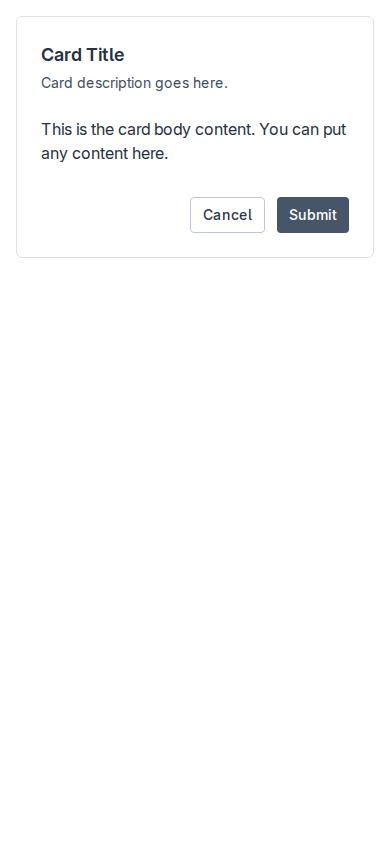 Card Title
Card description goes here.
This is the card body content. You can put
any content here.
Cancel
Submit